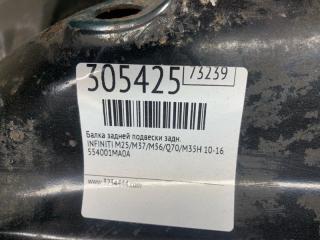 305425 73239
Балка задней подвески задн.
INFINITI M25/M37/M56/Q70/M35H 10-16
554001MA0A